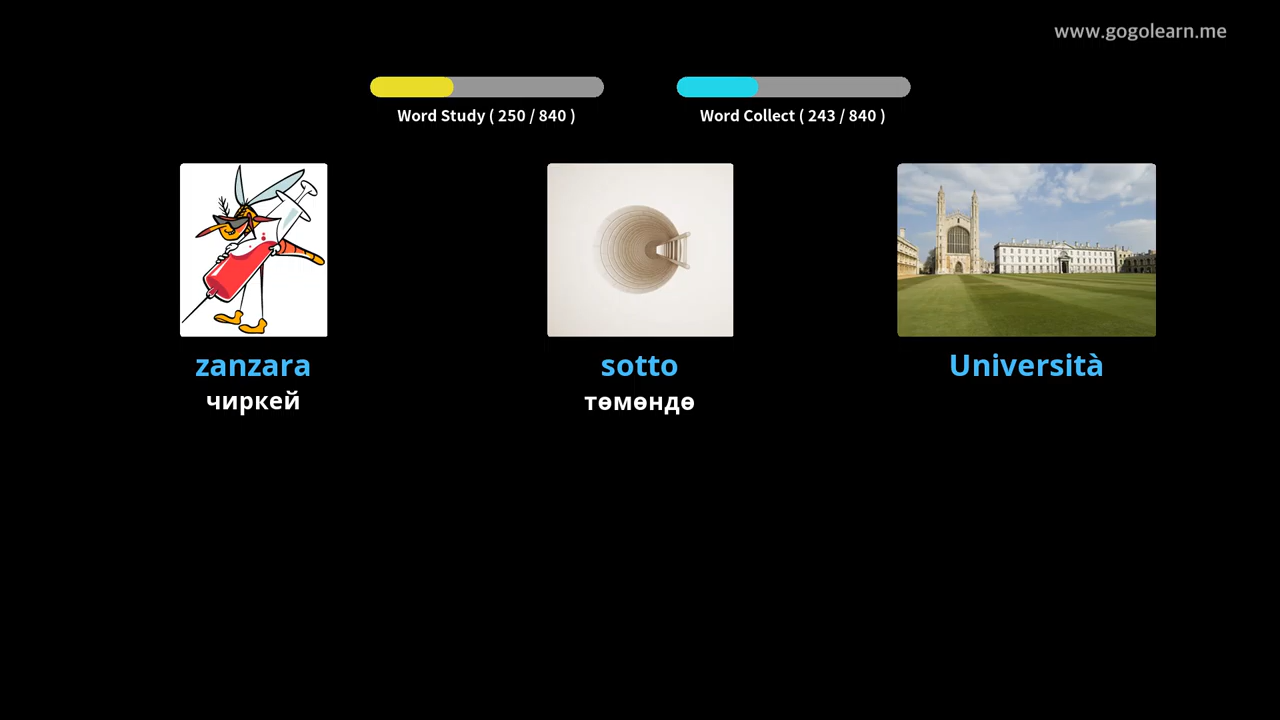 www.gogolearn.me
Word Study ( 250 / 840 )
Word Collect ( 243 / 840 )
zanzara
чиркей
sotto
төмөндө
Università